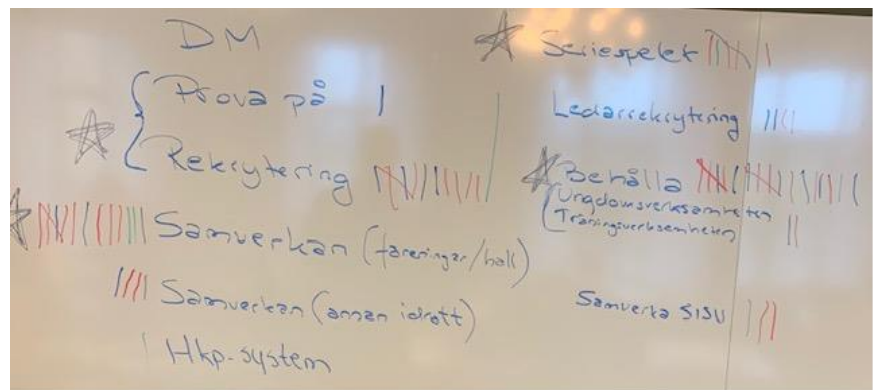 DM
Prova på
Rekrytering
Samverkan (föreningar/hall)
Samverkan (annan idrott)
Hkp-system
Seriespelet
Ledarrekrytering
Behålla
Ungdomsverksamheten
Träningsverksamheten
Samverka SISU